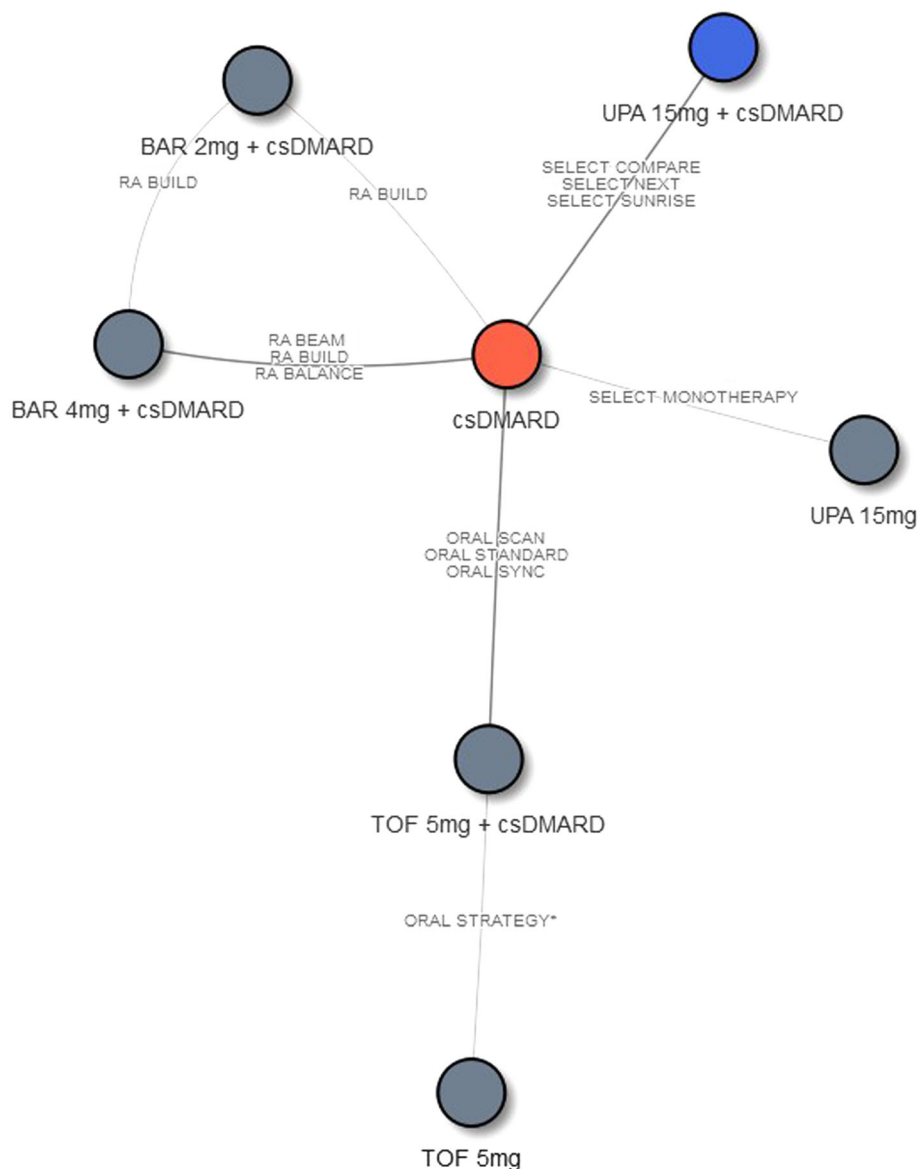 UPA 15mg + csDMARD
BAR 2mg + csDMARD
SELECT COMPARE
SELECT NEXT
SELECT SUNRISE
RA BUILD
RA BUILD
RA BEAM
RA BUILD
RA BALANCE
BAR 4mg + csDMARD
csDMARD
SELECT MONOTHERAPY
UPA 15mg
ORAL SCAN
ORAL STANDARD
ORAL SYNC
TOF 5mg + csDMARD
ORAL STRATEGY*
TOF 5mg